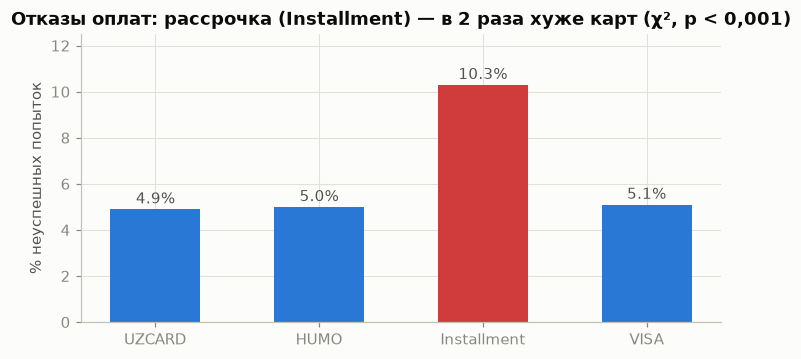 Отказы оплат: рассрочка (Installment) — в 2 раза хуже карт (χ², p < 0,001)
% неуспешных попыток
12
10
8
6
4
2
0
4.9%
5.0%
10.3%
5.1%
UZCARD
HUMO
Installment
VISA